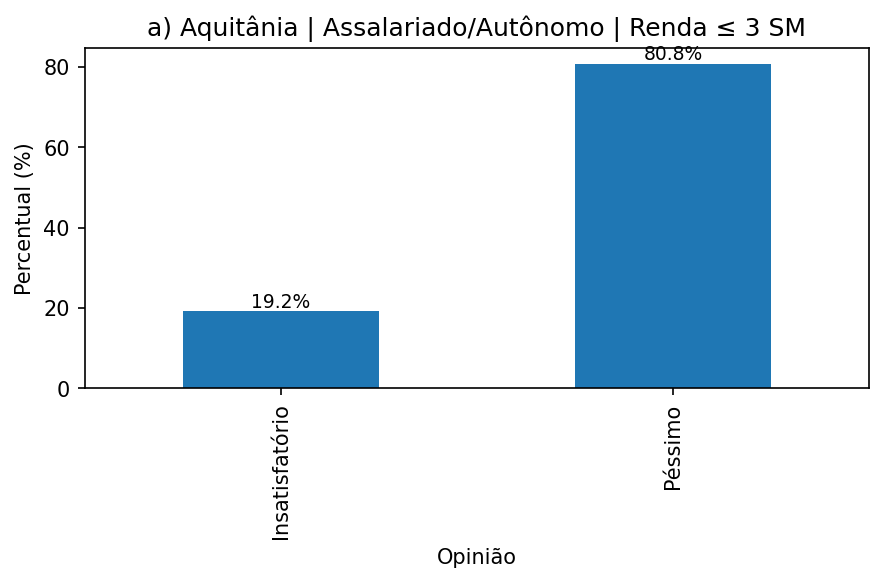 a) Aquitânia | Assalariado/Autônomo | Renda ≤ 3 SM
Percentual (%)
80
60
40
20
0
19.2%
80.8%
Insatisfatório
Péssimo
Opinião